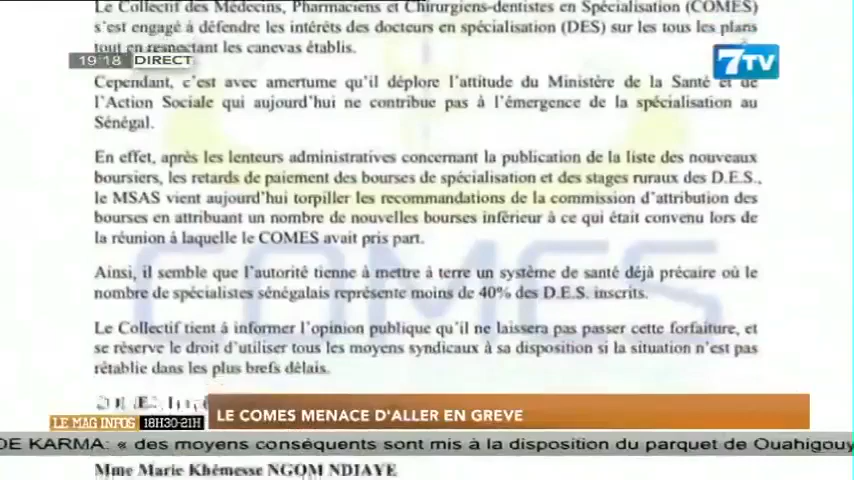 Le Collectif des Médecins, Pharmaciens et Chirurgiens-dentistes en Spécialisation (COMES)
s'est engagé à défendre les intérêts des docteurs en spécialisation (DES) sur les tous les plans
tout en respectant les canevas établis.
19:18 DIRECT
7TV
Cependant, c'est avec amertume qu'il déplore l'attitude du Ministère de la Santé et de
l'Action Sociale qui aujourd'hui ne contribue pas à l'émergence de la spécialisation au
Sénégal.
En effet, après les lenteurs administratives concernant la publication de la liste des nouveaux
boursiers, les retards de paiement des bourses de spécialisation et des stages ruraux des D.E.S.,
le MSAS vient aujourd'hui torpiller les recommandations de la commission d'attribution des
bourses en attribuant un nombre de nouvelles bourses inférieur à ce qui était convenu lors de
la réunion à laquelle le COMES avait pris part.
COMES
Ainsi, il semble que l'autorité tienne à mettre à terre un système de santé déjà précaire où le
nombre de spécialistes sénégalais représente moins de 40% des D.E.S. inscrits.
Le Collectif tient à informer l'opinion publique qu'il ne laissera pas passer cette forfaiture, et
se réserve le droit d'utiliser tous les moyens syndicaux à sa disposition si la situation n'est pas
rétablie dans les plus brefs délais.
LE COMES MENACE D'ALLER EN GREVE
LE MAG INFOS 18H30-21H
DE KARMA: « des moyens conséquents sont mis à la disposition du parquet de Ouahigouy
Mme Marie Khémesse NGOM NDIAYE